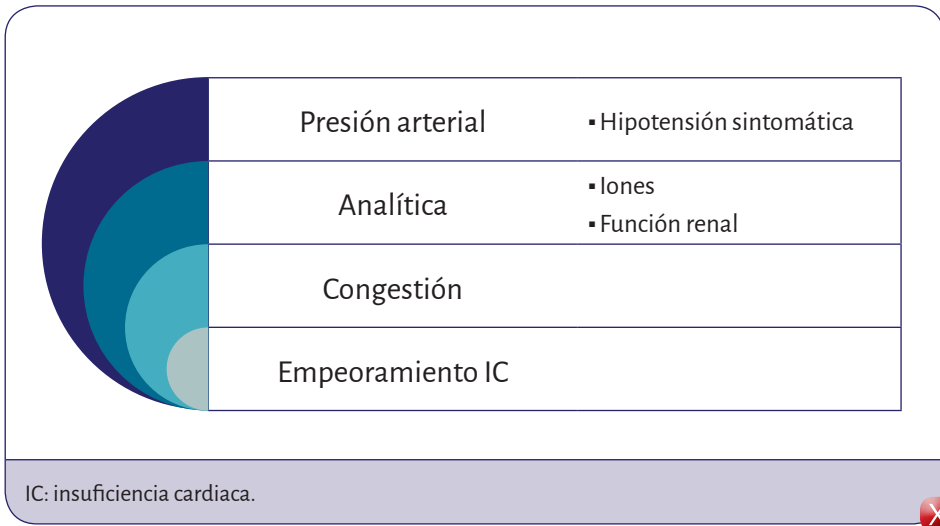 Presión arterial
▪ Hipotensión sintomática
Analítica
▪ Iones
▪ Función renal
Congestión
Empeoramiento IC
IC: insuficiencia cardiaca.